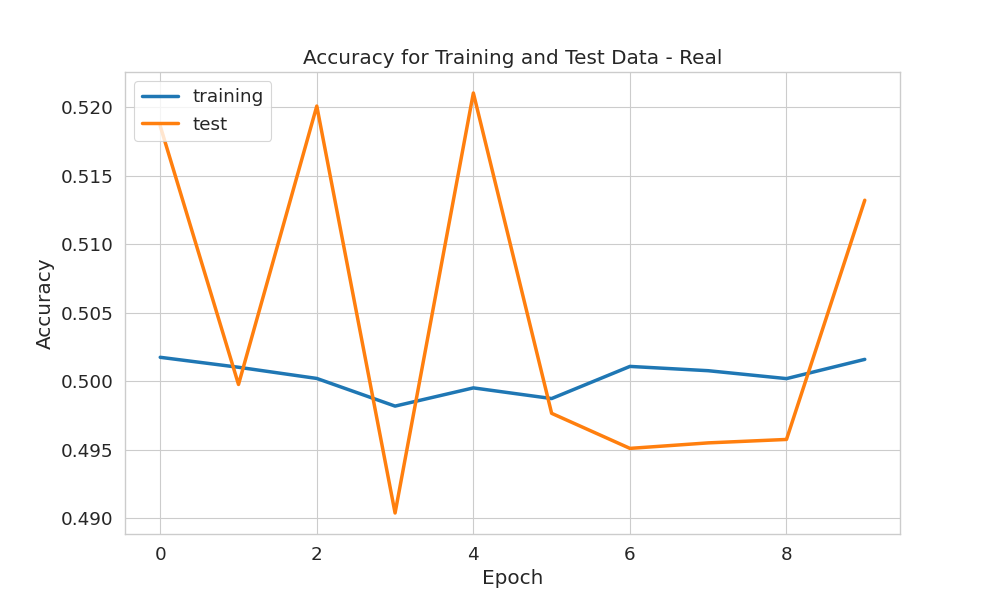 Accuracy for Training and Test Data - Real
training
test
0.520
0.515
0.510
0.505
0.500
0.495
0.490
Accuracy
0 2 4 6 8
Epoch